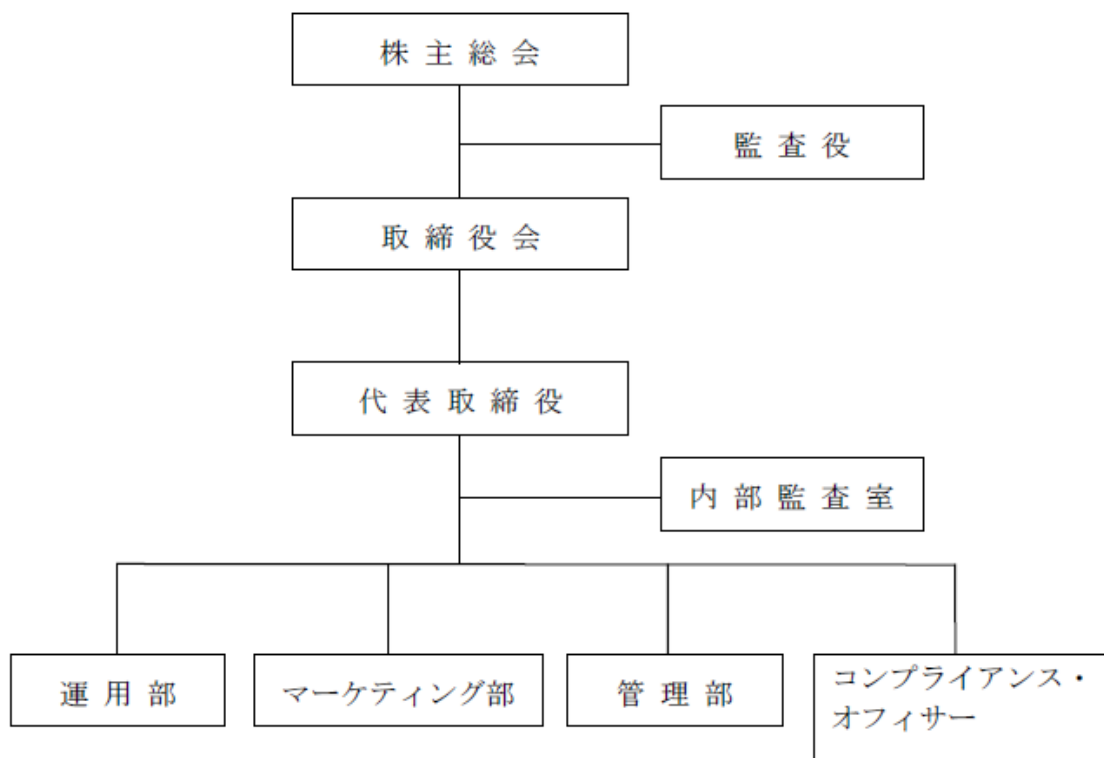 株主総会
監査役
取締役会
代表取締役
内部監査室
運用部
マーケティング部
管理部
コンプライアンス・
オフィサー